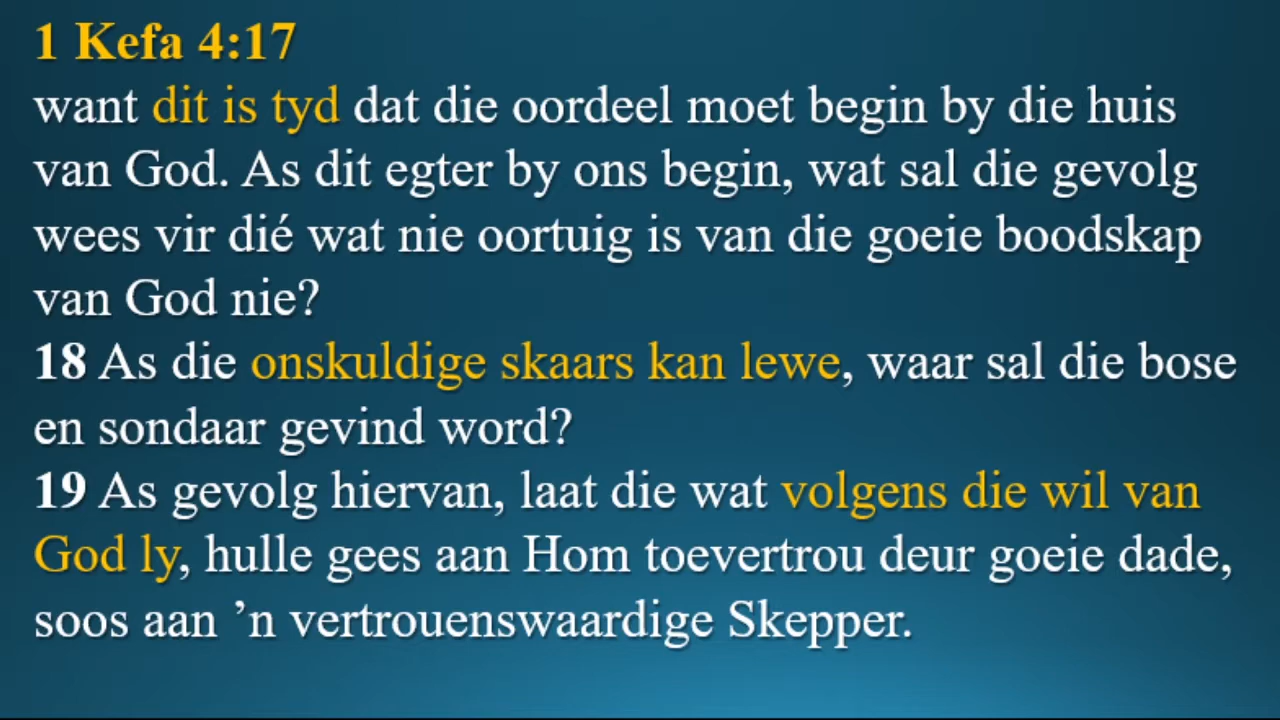 1 Kefa 4:17
want dit is tyd dat die oordeel moet begin by die huis
van God. As dit egter by ons begin, wat sal die gevolg
wees vir dié wat nie oortuig is van die goeie boodskap
van God nie?
18 As die onskuldige skaars kan lewe, waar sal die bose
en sondaar gevind word?
19 As gevolg hiervan, laat die wat volgens die wil van
God ly, hulle gees aan Hom toevertrou deur goeie dade,
soos aan ’n vertrouenswaardige Skepper.